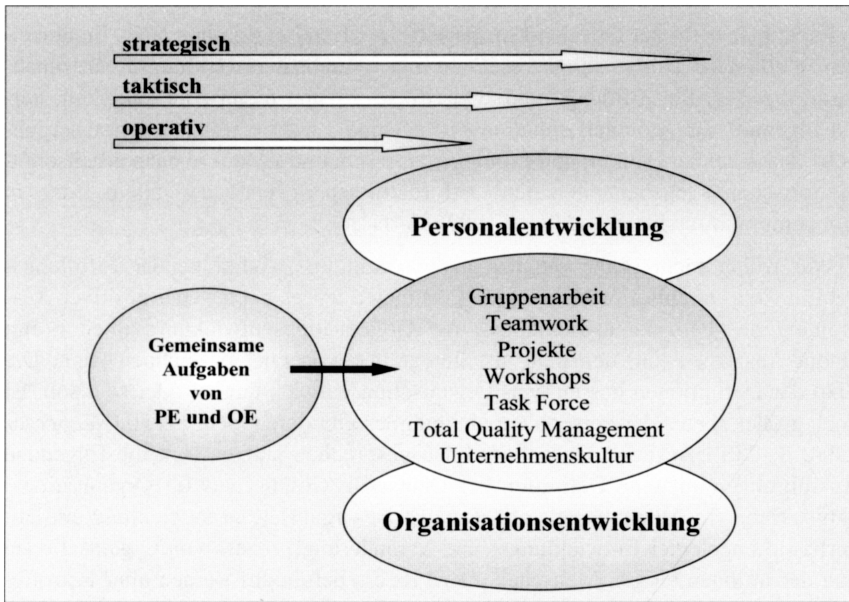 strategisch
taktisch
operativ
Personalentwicklung
Gruppenarbeit
Teamwork
Projekte
Workshops
Task Force
Total Quality Management
Unternehmenskultur
Gemeinsame
Aufgaben
von
PE und OE
Organisationsentwicklung